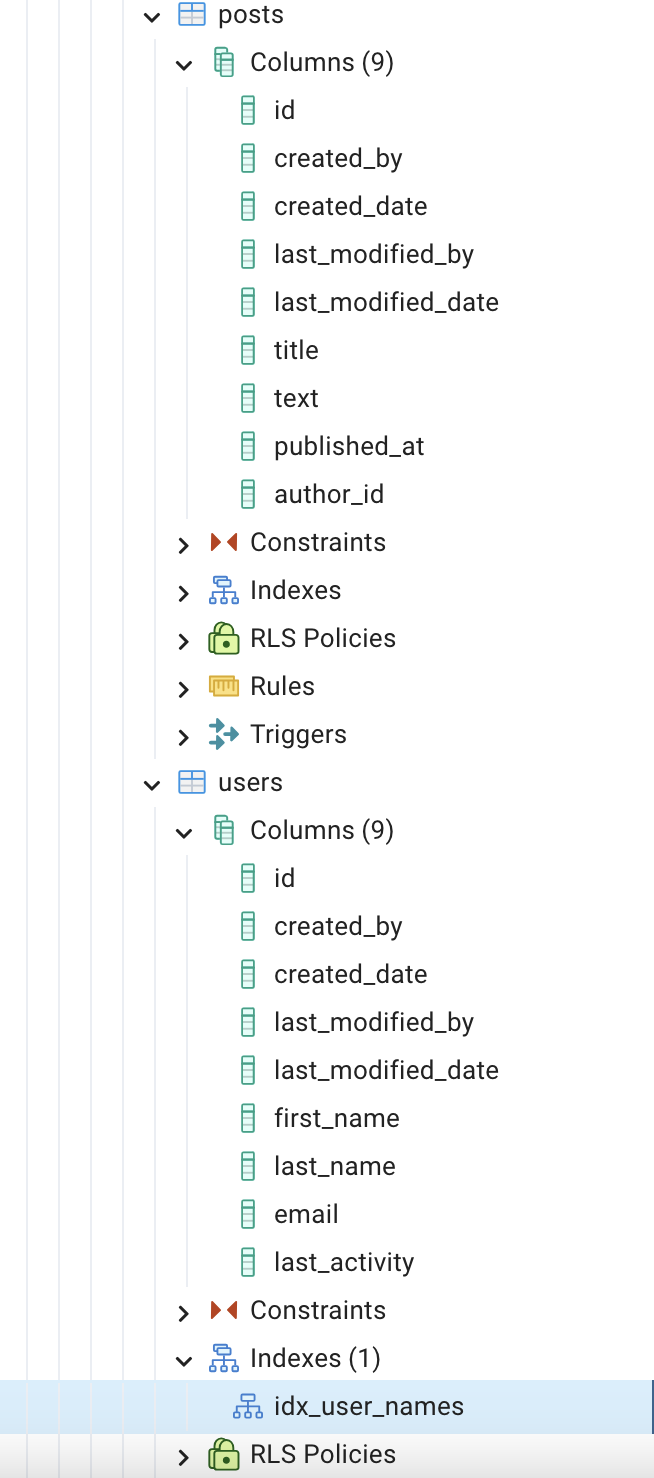 posts
Columns (9)
id
created_by
created_date
last_modified_by
last_modified_date
title
text
published_at
author_id
Constraints
Indexes
RLS Policies
Rules
Triggers
users
Columns (9)
id
created_by
created_date
last_modified_by
last_modified_date
first_name
last_name
email
last_activity
Constraints
Indexes (1)
idx_user_names
RLS Policies